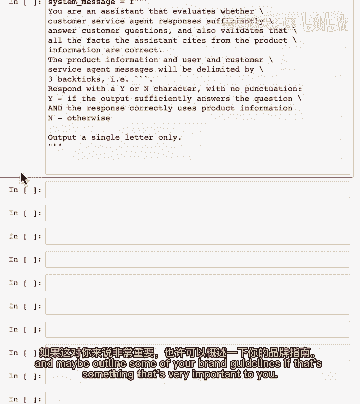 In [ ]: system_message = f"""
You are an assistant that evaluates whether \
customer service agent responses sufficiently \
answer customer questions, and also validates that \
all the facts the assistant cites from the product \
information are correct.
The product information and user and customer \
service agent messages will be delimited by \
3 backticks, i.e. ```.
Respond with a Y or N character, with no punctuation:
Y - if the output sufficiently answers the question \
AND the response correctly uses product information
N - otherwise
Output a single letter only.
"""
In [ ]:
In [ ]:
In [ ]:
In [ ]:
In [ ]:
In [ ]:
In [ ]:
In [ ]:
如果这对你来说非常重要，你许可以概述一下你的品牌指南。
and maybe outline some of your brand guidelines if that's
something that's very important to you.
In [ ]:
In [ ]: